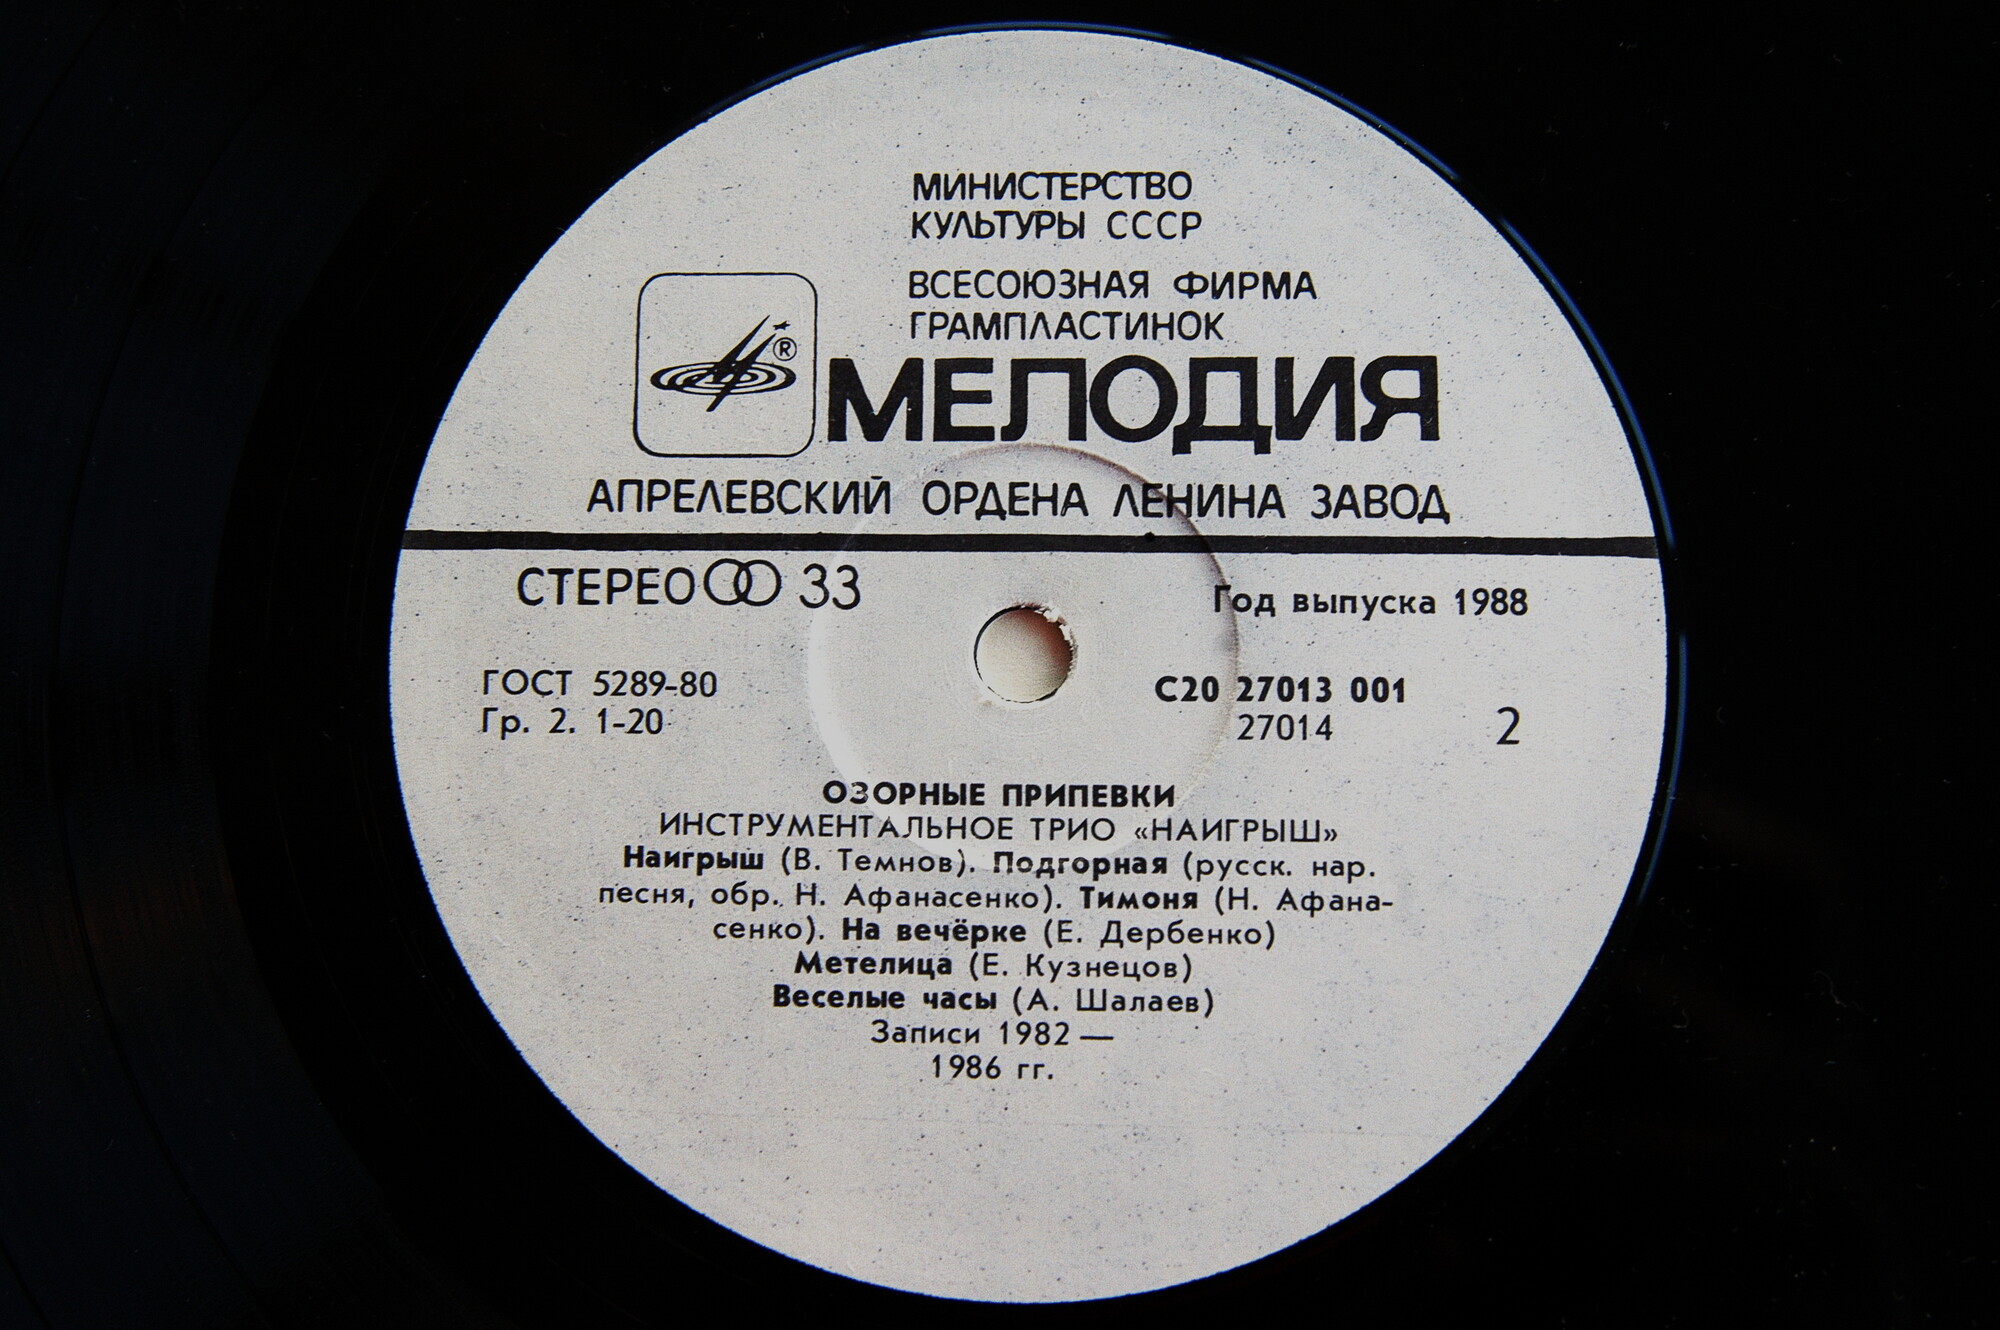 МИНИСТЕРСТВО
КУЛЬТУРЫ СССР
ВСЕСОЮЗНАЯ ФИРМА
ГРАМПЛАСТИНОК
®
МЕЛОДИЯ
АПРЕЛЕВСКИЙ ОРДЕНА ЛЕНИНА ЗАВОД
СТЕРЕО 33
Год выпуска 1988
ГОСТ 5289-80
Гр. 2. 1-20
С20 27013 001
27014
2
ОЗОРНЫЕ ПРИПЕВКИ
ИНСТРУМЕНТАЛЬНОЕ ТРИО «НАИГРЫШ»
Наигрыш (В. Темнов). Подгорная (русск. нар.
песня, обр. Н. Афанасенко). Тимоня (Н. Афана-
сенко). На вечёрке (Е. Дербенко)
Метелица (Е. Кузнецов)
Веселые часы (А. Шалаев)
Записи 1982 —
1986 гг.